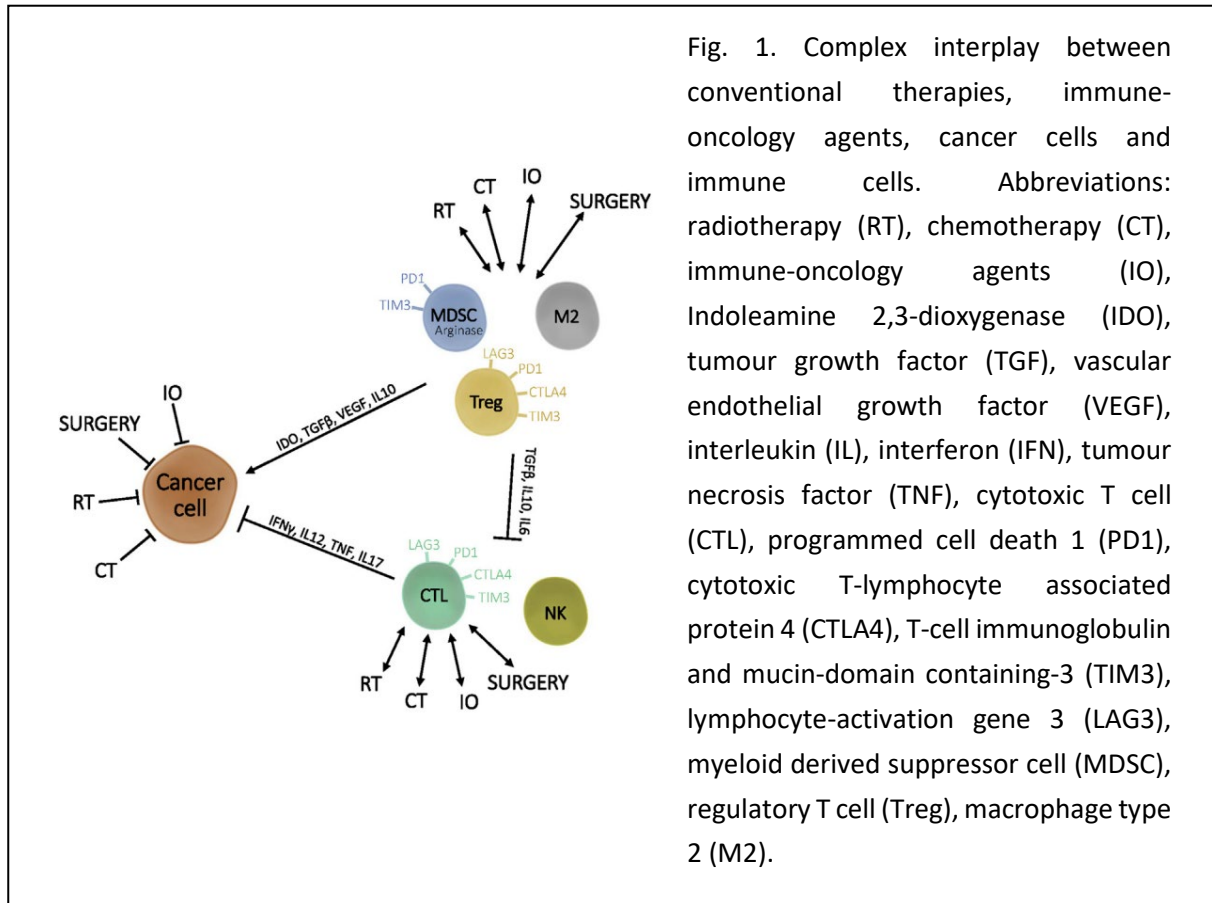 CT
IO
RT
SURGERY
PD1
TIM3
MDSC
Arginase
M2
LAG3
PD1
Treg
CTLA4
TIM3
IO
SURGERY
IDO, TGFβ, VEGF, IL10
Cancer
cell
RT
CT
TGFβ, IL10, IL6
IFNγ, IL12, TNF, IL17
LAG3
PD1
CTLA4
CTL
TIM3
NK
RT
CT
IO
SURGERY
Fig. 1. Complex interplay between
conventional therapies, immune-
oncology agents, cancer cells and
immune cells. Abbreviations:
radiotherapy (RT), chemotherapy (CT),
immune-oncology agents (IO),
Indoleamine 2,3-dioxygenase (IDO),
tumour growth factor (TGF), vascular
endothelial growth factor (VEGF),
interleukin (IL), interferon (IFN), tumour
necrosis factor (TNF), cytotoxic T cell
(CTL), programmed cell death 1 (PD1),
cytotoxic T-lymphocyte associated
protein 4 (CTLA4), T-cell immunoglobulin
and mucin-domain containing-3 (TIM3),
lymphocyte-activation gene 3 (LAG3),
myeloid derived suppressor cell (MDSC),
regulatory T cell (Treg), macrophage type
2 (M2).